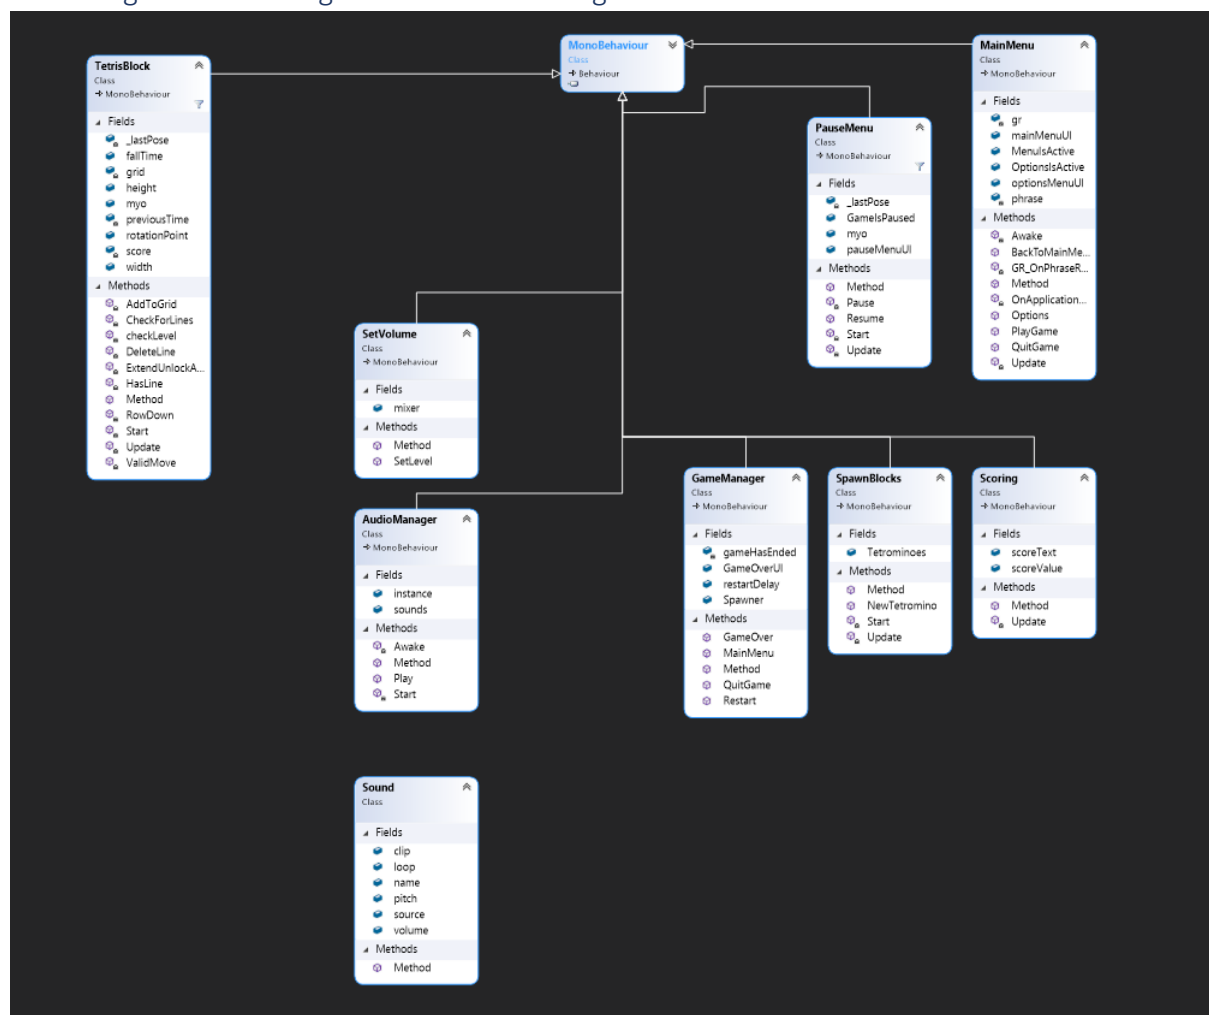 TetrisBlock
Class
MonoBehaviour
Fields
_lastPose
fallTime
grid
height
myo
previousTime
rotationPoint
score
width
Methods
AddToGrid
CheckForLines
checkLevel
DeleteLine
ExtendUnlockA...
HasLine
Method
RowDown
Start
Update
ValidMove
MonoBehaviour
Class
Behaviour
MainMenu
Class
MonoBehaviour
Fields
gr
mainMenuUI
MenuIsActive
OptionsIsActive
optionsMenuUI
phrase
Methods
Awake
BackToMainMe...
GR_OnPhraseR...
Method
OnApplication...
Options
PlayGame
QuitGame
Update
PauseMenu
Class
MonoBehaviour
Fields
_lastPose
GameIsPaused
myo
pauseMenuUI
Methods
Method
Pause
Resume
Start
Update
SetVolume
Class
MonoBehaviour
Fields
mixer
Methods
Method
SetLevel
AudioManager
Class
MonoBehaviour
Fields
instance
sounds
Methods
Awake
Method
Play
Start
GameManager
Class
MonoBehaviour
Fields
gameHasEnded
GameOverUI
restartDelay
Spawner
Methods
GameOver
MainMenu
Method
QuitGame
Restart
SpawnBlocks
Class
MonoBehaviour
Fields
Tetrominoes
Methods
Method
NewTetromino
Start
Update
Scoring
Class
MonoBehaviour
Fields
scoreText
scoreValue
Methods
Method
Update
Sound
Class
Fields
clip
loop
name
pitch
source
volume
Methods
Method